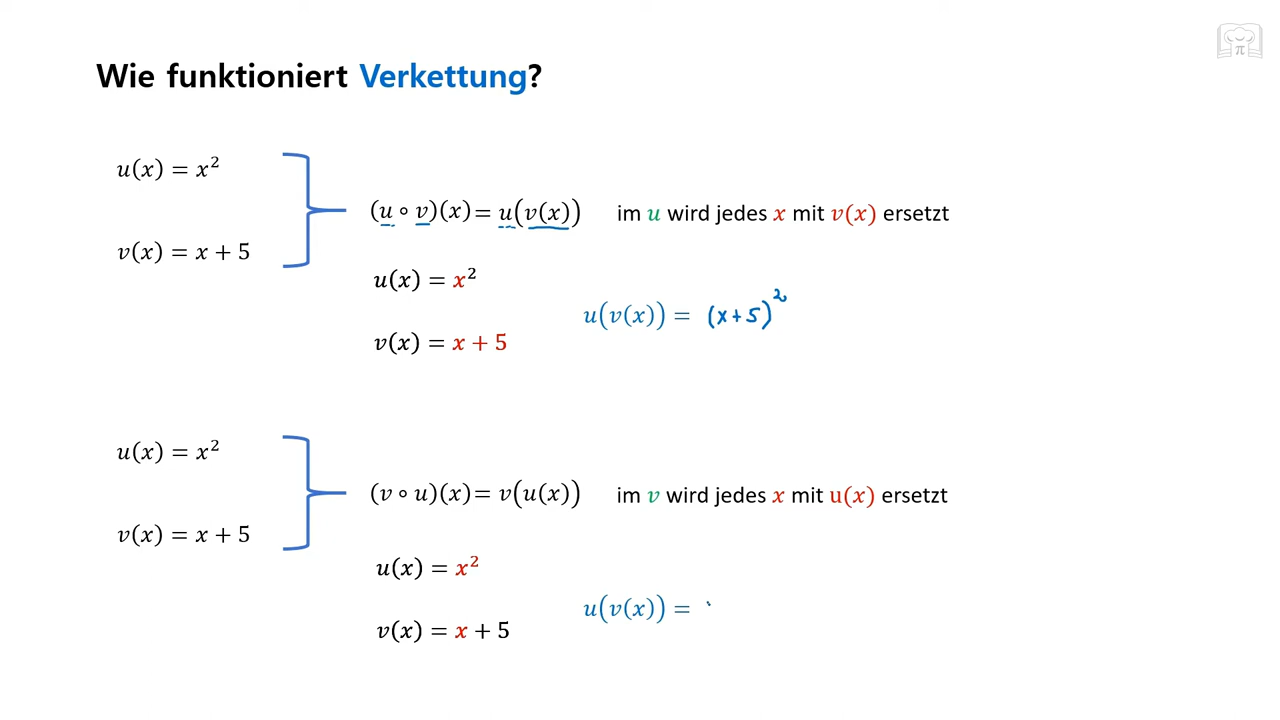 Wie funktioniert Verkettung?
u(x) = x²
v(x) = x + 5
(u ∘ v)(x) = u(v(x)) im u wird jedes x mit v(x) ersetzt
u(x) = x²
u(v(x)) = (x+5)²
v(x) = x + 5
u(x) = x²
v(x) = x + 5
(v ∘ u)(x) = v(u(x)) im v wird jedes x mit u(x) ersetzt
u(x) = x²
u(v(x)) =
v(x) = x + 5
π